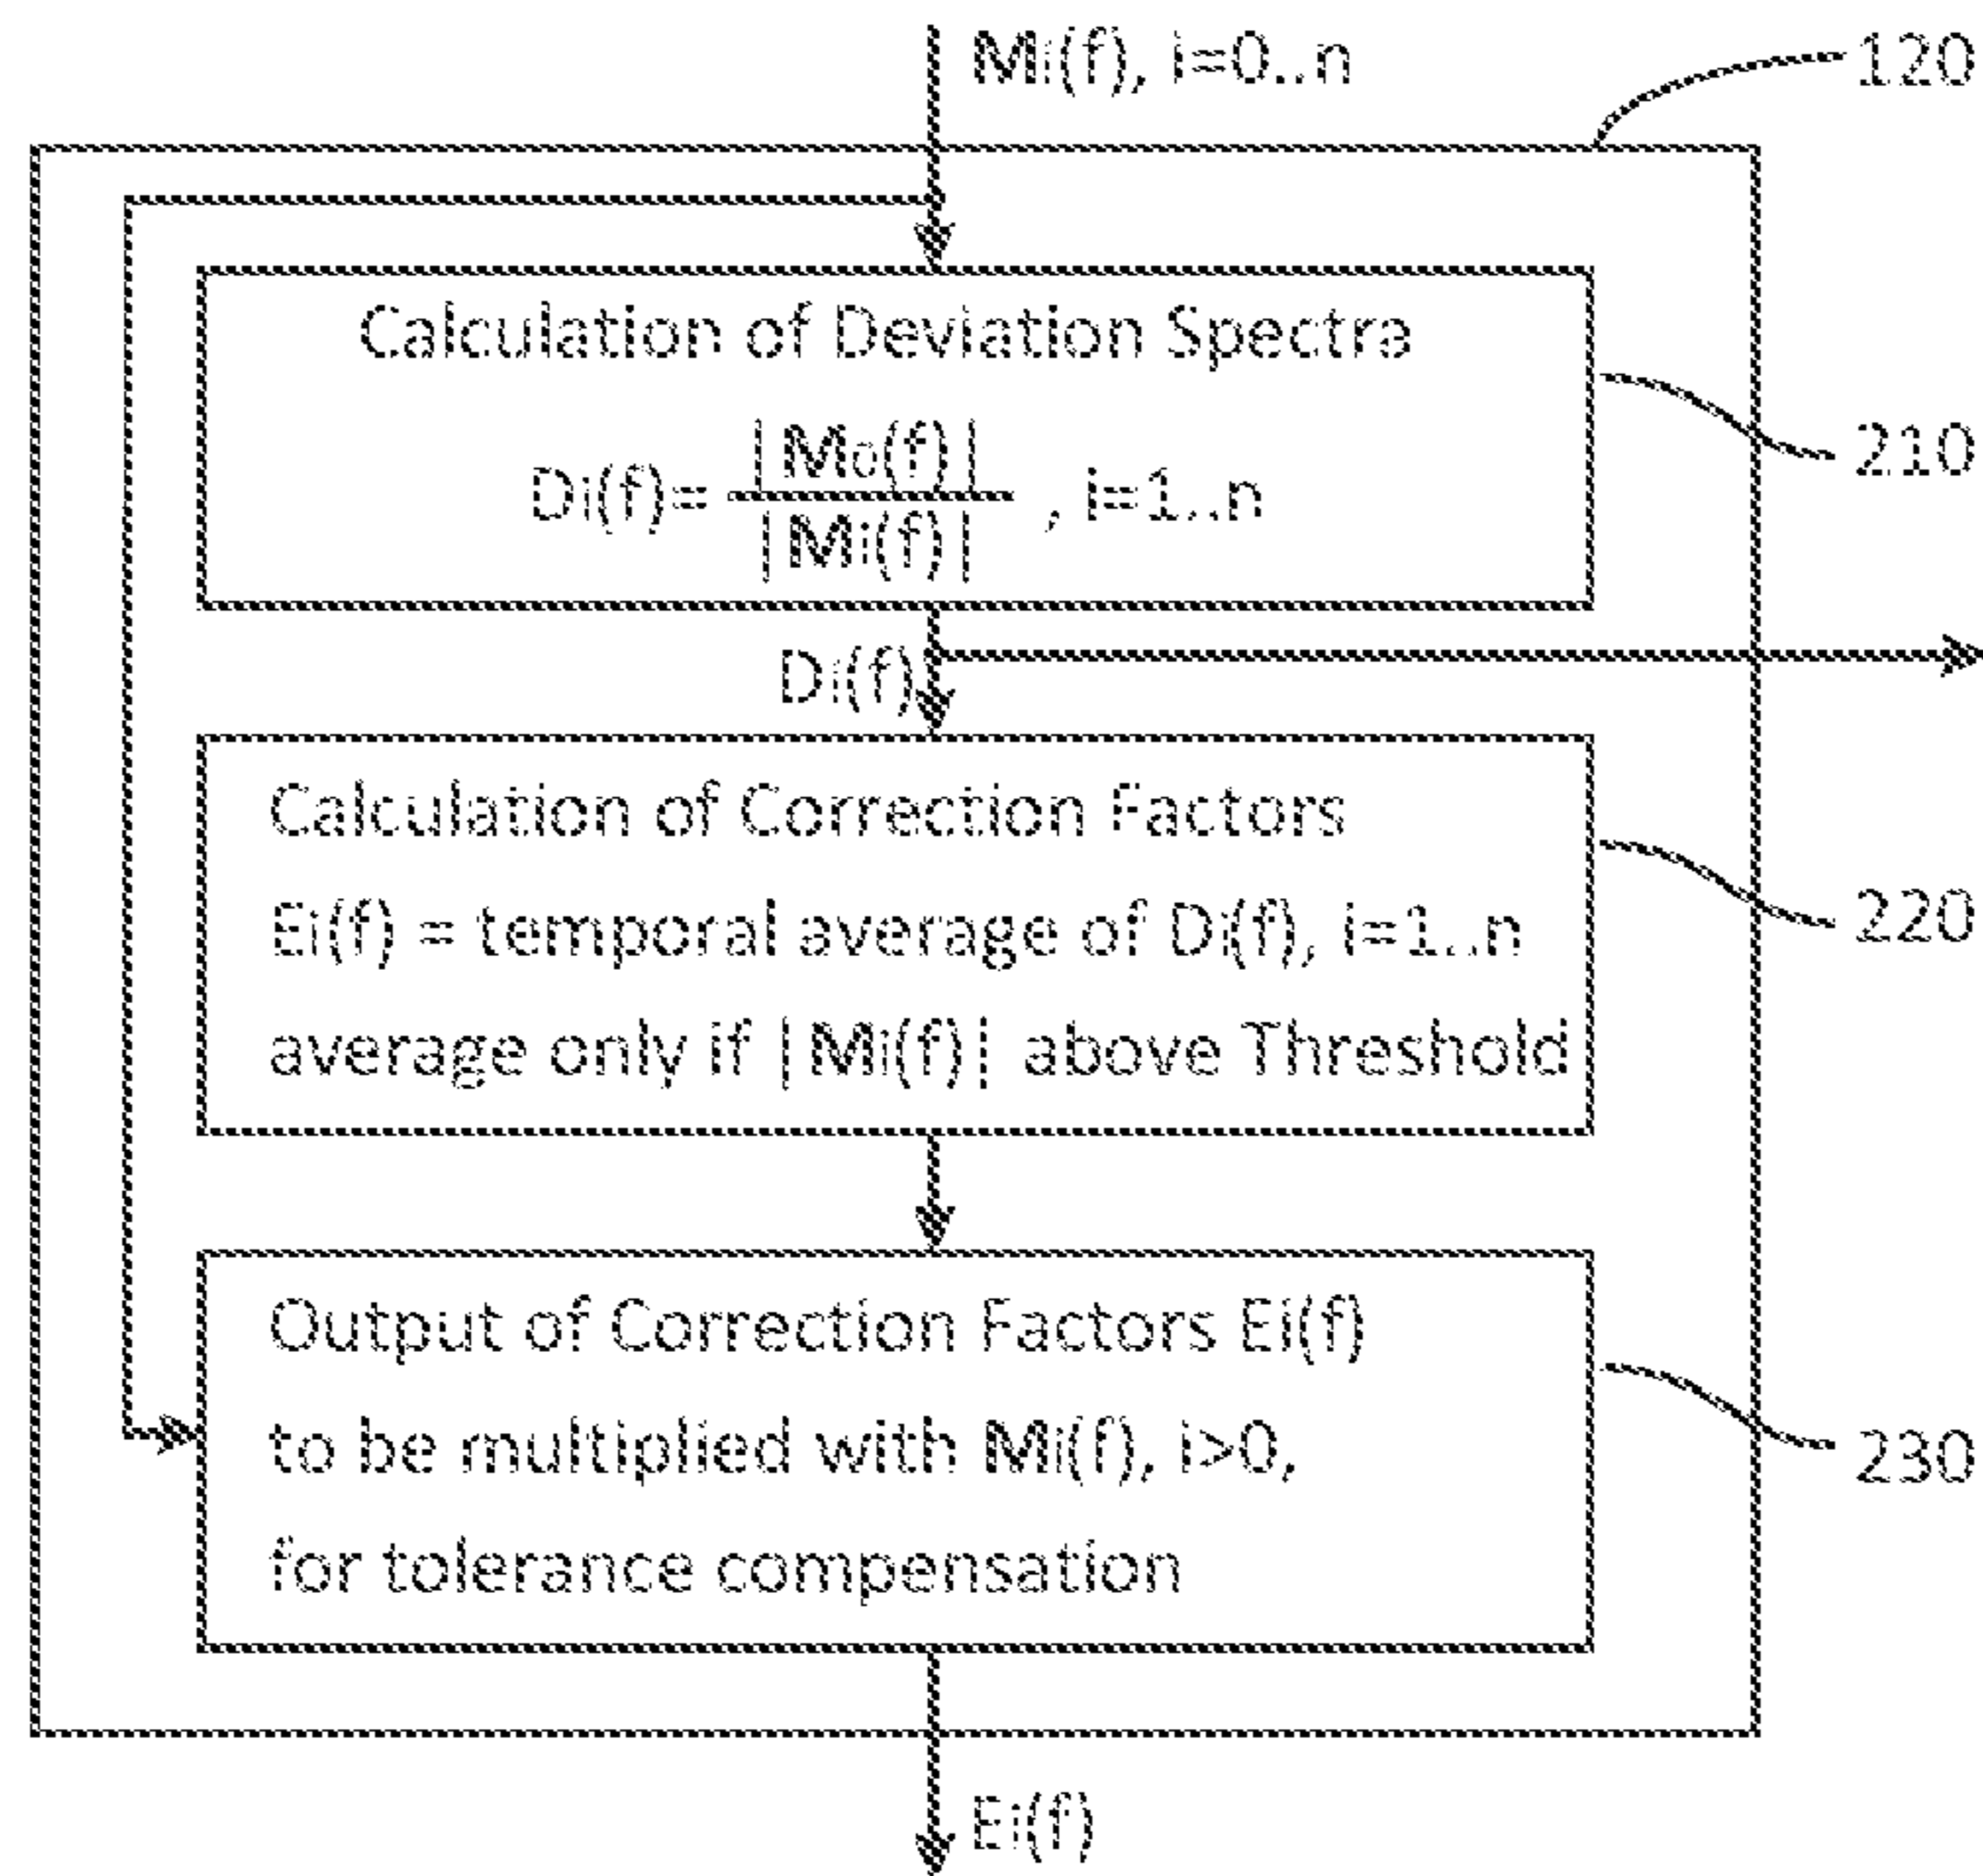 Mi(f), i=0..n
120
Calculation of Deviation Spectra
|M0(f)|
Di(f)= , i=1..n
|Mi(f)|
210
Di(f)
Calculation of Correction Factors
Ei(f) = temporal average of Di(f), i=1..n
average only if |Mi(f)| above Threshold
220
Output of Correction Factors Ei(f)
to be multiplied with Mi(f), i>0,
for tolerance compensation
230
Ei(f)